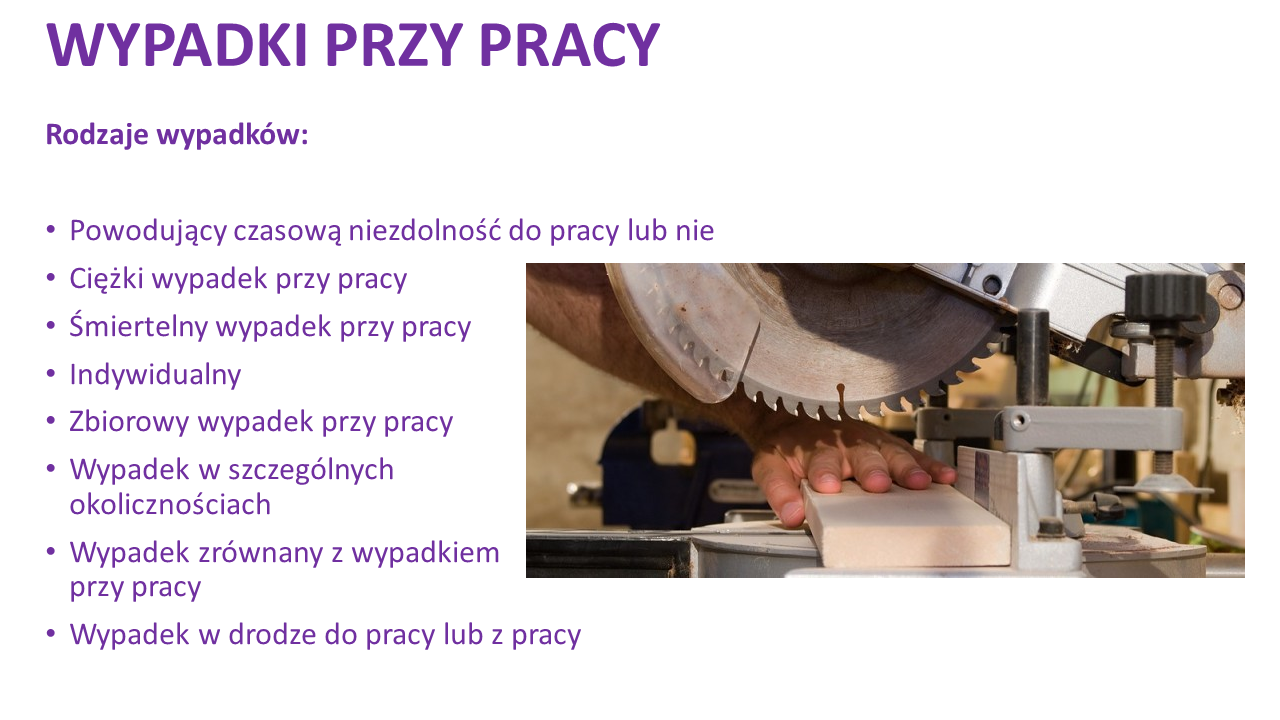 WYPADKI PRZY PRACY
Rodzaje wypadków:
• Powodujący czasową niezdolność do pracy lub nie
• Ciężki wypadek przy pracy
• Śmiertelny wypadek przy pracy
• Indywidualny
• Zbiorowy wypadek przy pracy
• Wypadek w szczególnych
okolicznościach
• Wypadek zrównany z wypadkiem
przy pracy
• Wypadek w drodze do pracy lub z pracy